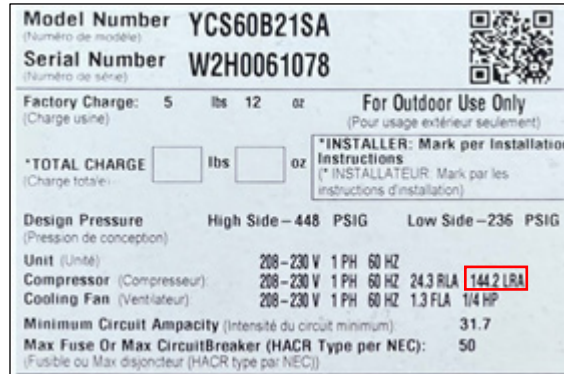 Model Number YCS60B21SA
(Numéro de modèle)
Serial Number W2H0061078
(Numéro de série)
Factory Charge: 5 lbs 12 oz For Outdoor Use Only
(Charge usine) (Pour usage extérieur seulement)
*INSTALLER: Mark per Installation
*TOTAL CHARGE lbs oz Instructions
(Charge totale) (* INSTALLATEUR: Mark par les
instructions d'installation)
Design Pressure High Side – 448 PSIG Low Side – 236 PSIG
(Pression de conception)
Unit (Unité) 208–230 V 1 PH 60 HZ
Compressor (Compresseur): 208–230 V 1 PH 60 HZ 24.3 RLA 144.2 LRA
Cooling Fan (Ventilateur): 208–230 V 1 PH 60 HZ 1.3 FLA 1/4 HP
Minimum Circuit Ampacity (Intensité du circuit minimum): 31.7
Max Fuse Or Max CircuitBreaker (HACR Type per NEC): 50
(Fusible ou Max disjoncteur (HACR type par NEC))